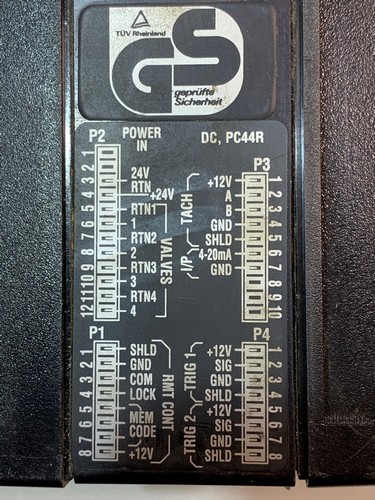 TÜV Rheinland
GS
geprüfte
Sicherheit
P2 POWER IN
DC, PC44R
1
2
3 24V
4 RTN
5 +24V
6 RTN1
7 1
8 RTN2
9 2
10 RTN3
11 3
12 RTN4
4
VALVES
P3
+12V 1
A 2
B 3
GND 4
SHLD 5
4-20mA 6
GND 7
8
9
10
TACH
I/P
P1
1 SHLD
2 GND
3 COM
4 LOCK
5
6 MEM
7 CODE
8 +12V
RMT CONT
P4
+12V 1
SIG 2
GND 3
SHLD 4
+12V 5
SIG 6
GND 7
SHLD 8
TRIG 1
TRIG 2